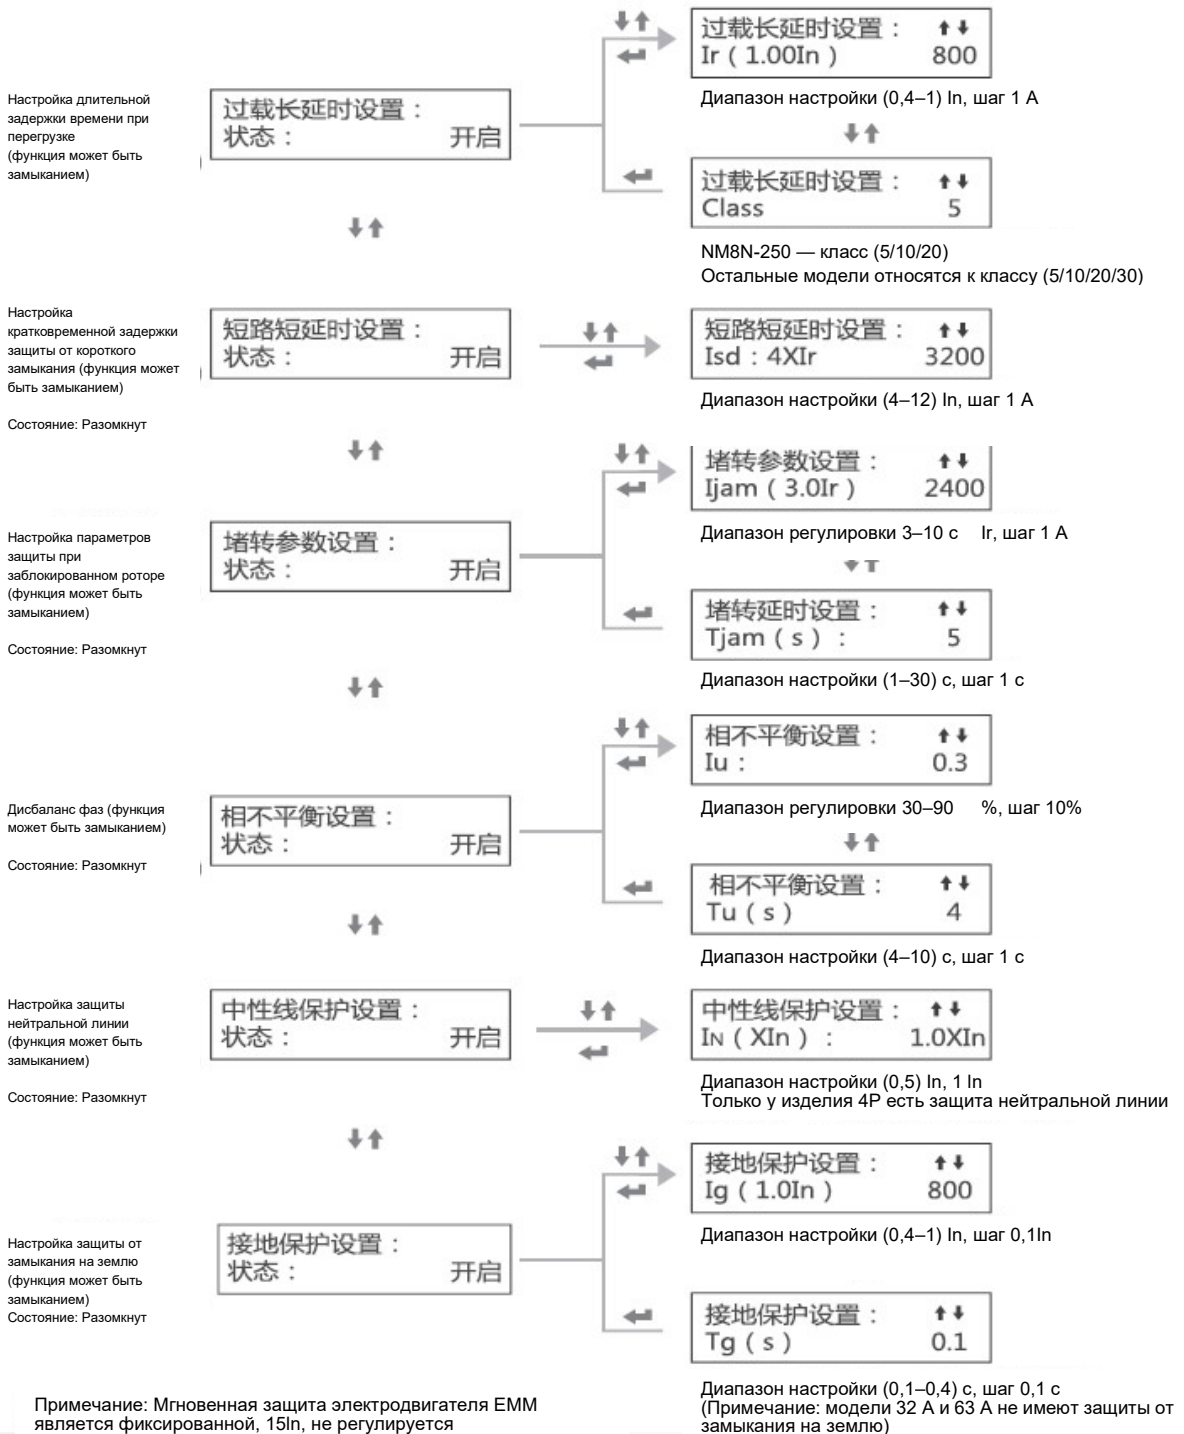 过载长延时设置：
Ir ( 1.00In ) 800
Диапазон настройки (0,4–1) In, шаг 1 А
Настройка длительной
задержки времени при
перегрузке
(функция может быть
замыканием)
过载长延时设置：
状态： 开启
过载长延时设置：
Class 5
NM8N-250 — класс (5/10/20)
Остальные модели относятся к классу (5/10/20/30)
Настройка
кратковременной задержки
защиты от короткого
замыкания (функция может
быть замыканием)
Состояние: Разомкнут
短路短延时设置：
状态： 开启
短路短延时设置：
Isd：4XIr 3200
Диапазон настройки (4–12) In, шаг 1 А
堵转参数设置：
Ijam ( 3.0Ir ) 2400
Диапазон регулировки 3–10 с Ir, шаг 1 А
Настройка параметров
защиты при
заблокированном роторе
(функция может быть
замыканием)
Состояние: Разомкнут
堵转参数设置：
状态： 开启
堵转延时设置：
Tjam ( s ) ： 5
Диапазон настройки (1–30) с, шаг 1 с
相不平衡设置：
Iu： 0.3
Диапазон регулировки 30–90 %, шаг 10%
Дисбаланс фаз (функция
может быть замыканием)
Состояние: Разомкнут
相不平衡设置：
状态： 开启
相不平衡设置：
Tu ( s ) 4
Диапазон настройки (4–10) с, шаг 1 с
Настройка защиты
нейтральной линии
(функция может быть
замыканием)
Состояние: Разомкнут
中性线保护设置：
状态： 开启
中性线保护设置：
IN ( XIn ) ： 1.0XIn
Диапазон настройки (0,5) In, 1 In
Только у изделия 4P есть защита нейтральной линии
接地保护设置：
Ig ( 1.0In ) 800
Диапазон настройки (0,4–1) In, шаг 0,1In
Настройка защиты от
замыкания на землю
(функция может быть
замыканием)
Состояние: Разомкнут
接地保护设置：
状态： 开启
接地保护设置：
Tg ( s ) 0.1
Диапазон настройки (0,1–0,4) с, шаг 0,1 с
(Примечание: модели 32 А и 63 А не имеют защиты от
замыкания на землю)
Примечание: Мгновенная защита электродвигателя EMM
является фиксированной, 15In, не регулируется